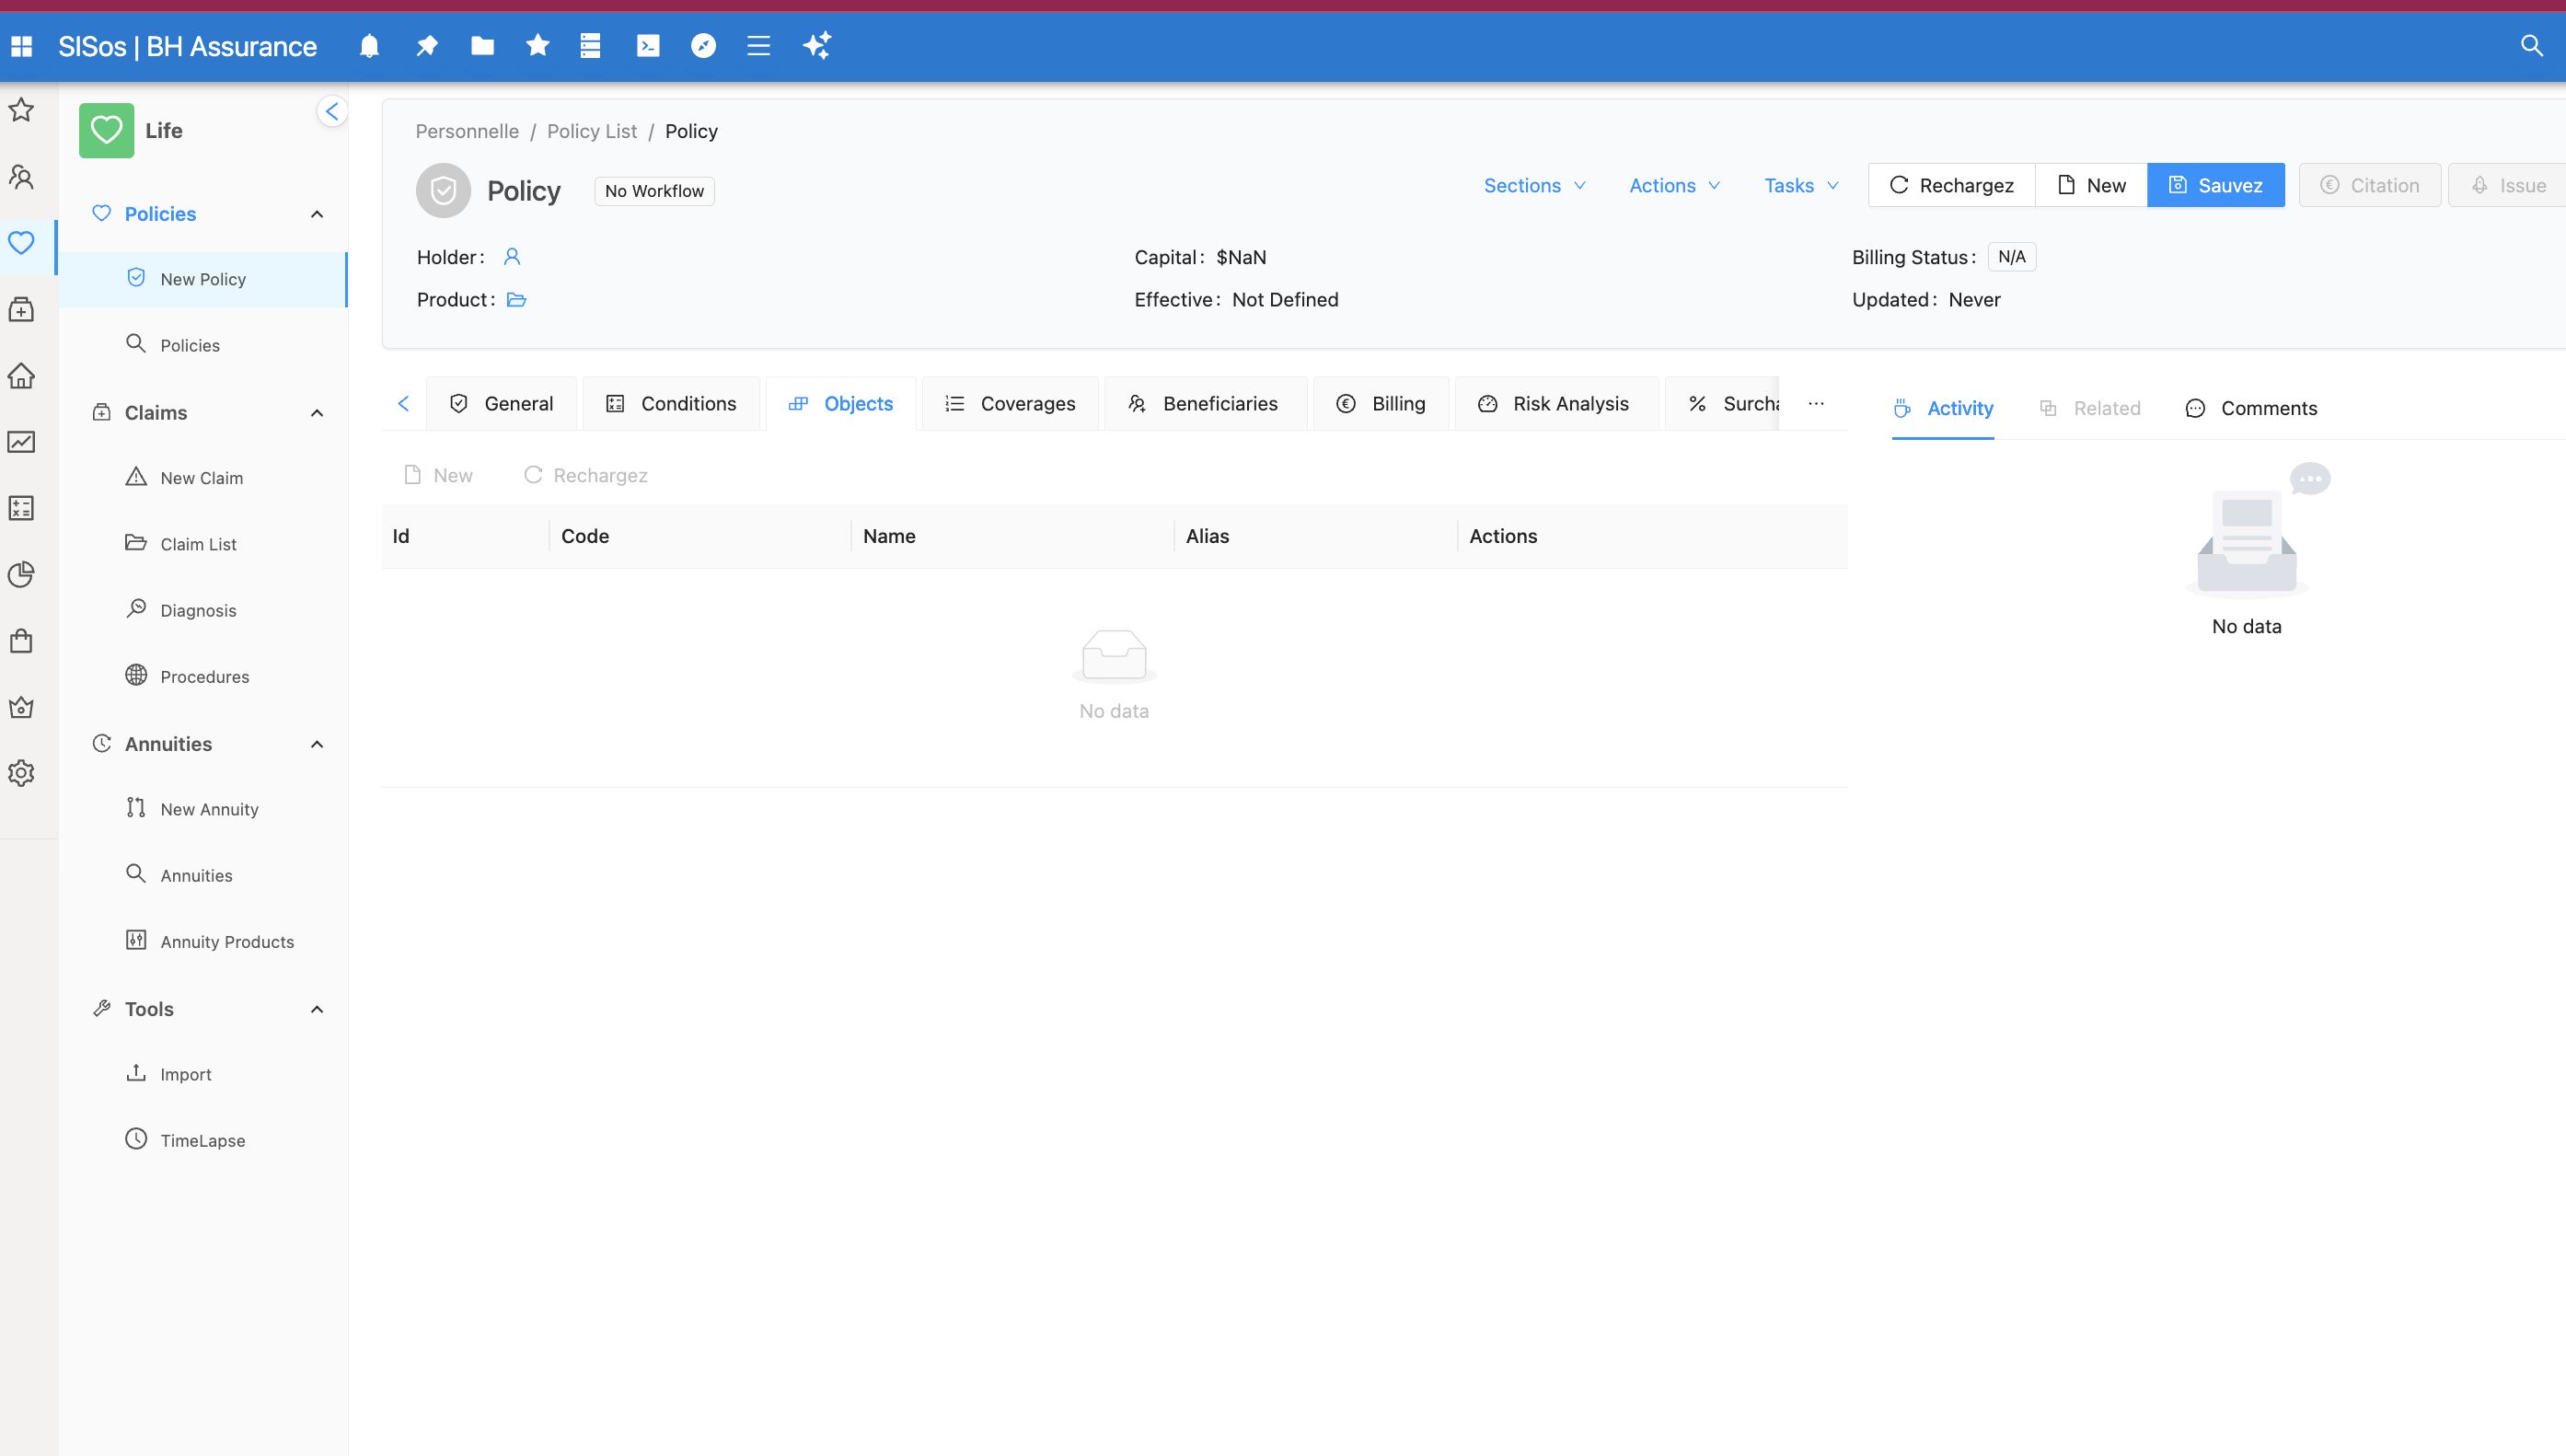 SISos | BH Assurance
Life
Policies
New Policy
Policies
Claims
New Claim
Claim List
Diagnosis
Procedures
Annuities
New Annuity
Annuities
Annuity Products
Tools
Import
TimeLapse
Personnelle / Policy List / Policy
Policy No Workflow
Sections Actions Tasks Rechargez New Sauvez Citation Issue
Holder: Capital: $NaN Billing Status: N/A
Product: Effective: Not Defined Updated: Never
General Conditions Objects Coverages Beneficiaries Billing Risk Analysis % Surcha ...
New Rechargez
Id Code Name Alias Actions
No data
Activity Related Comments
No data